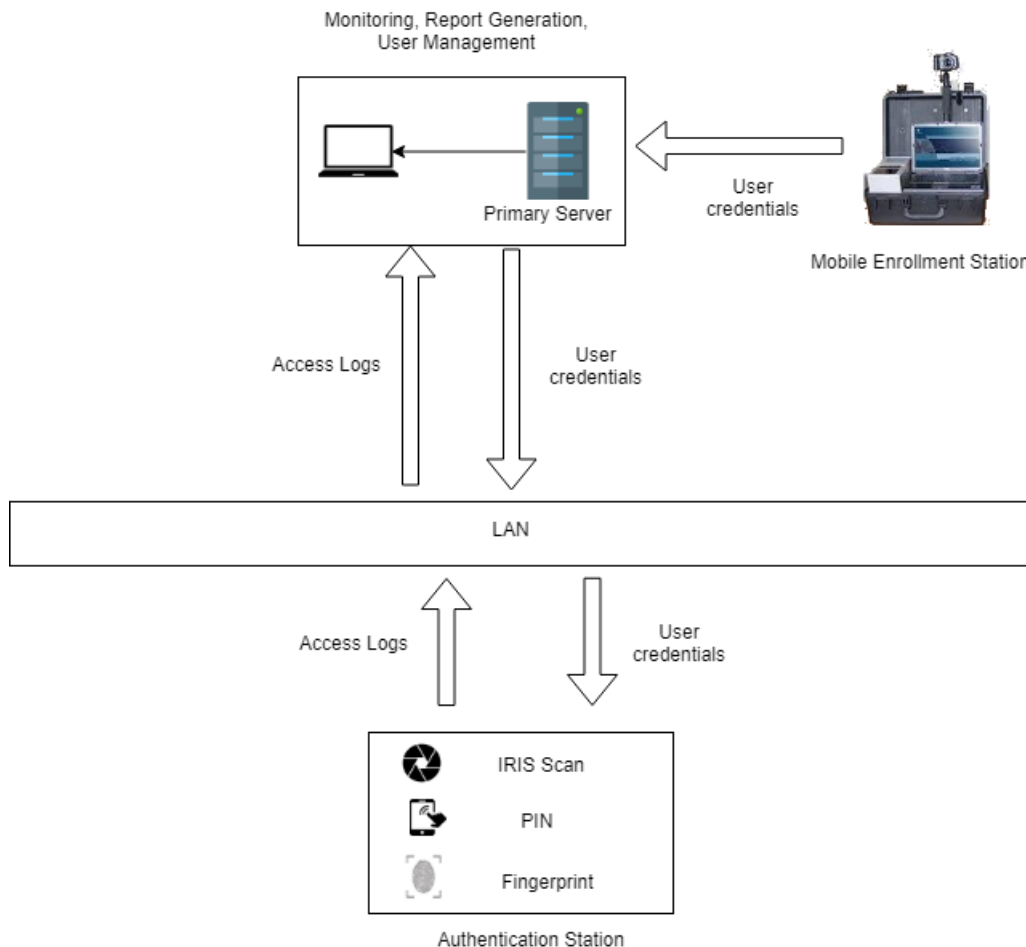 Monitoring, Report Generation,
User Management
Primary Server
User
credentials
Mobile Enrollment Station
Access Logs
User
credentials
LAN
Access Logs
User
credentials
IRIS Scan
PIN
Fingerprint
Authentication Station